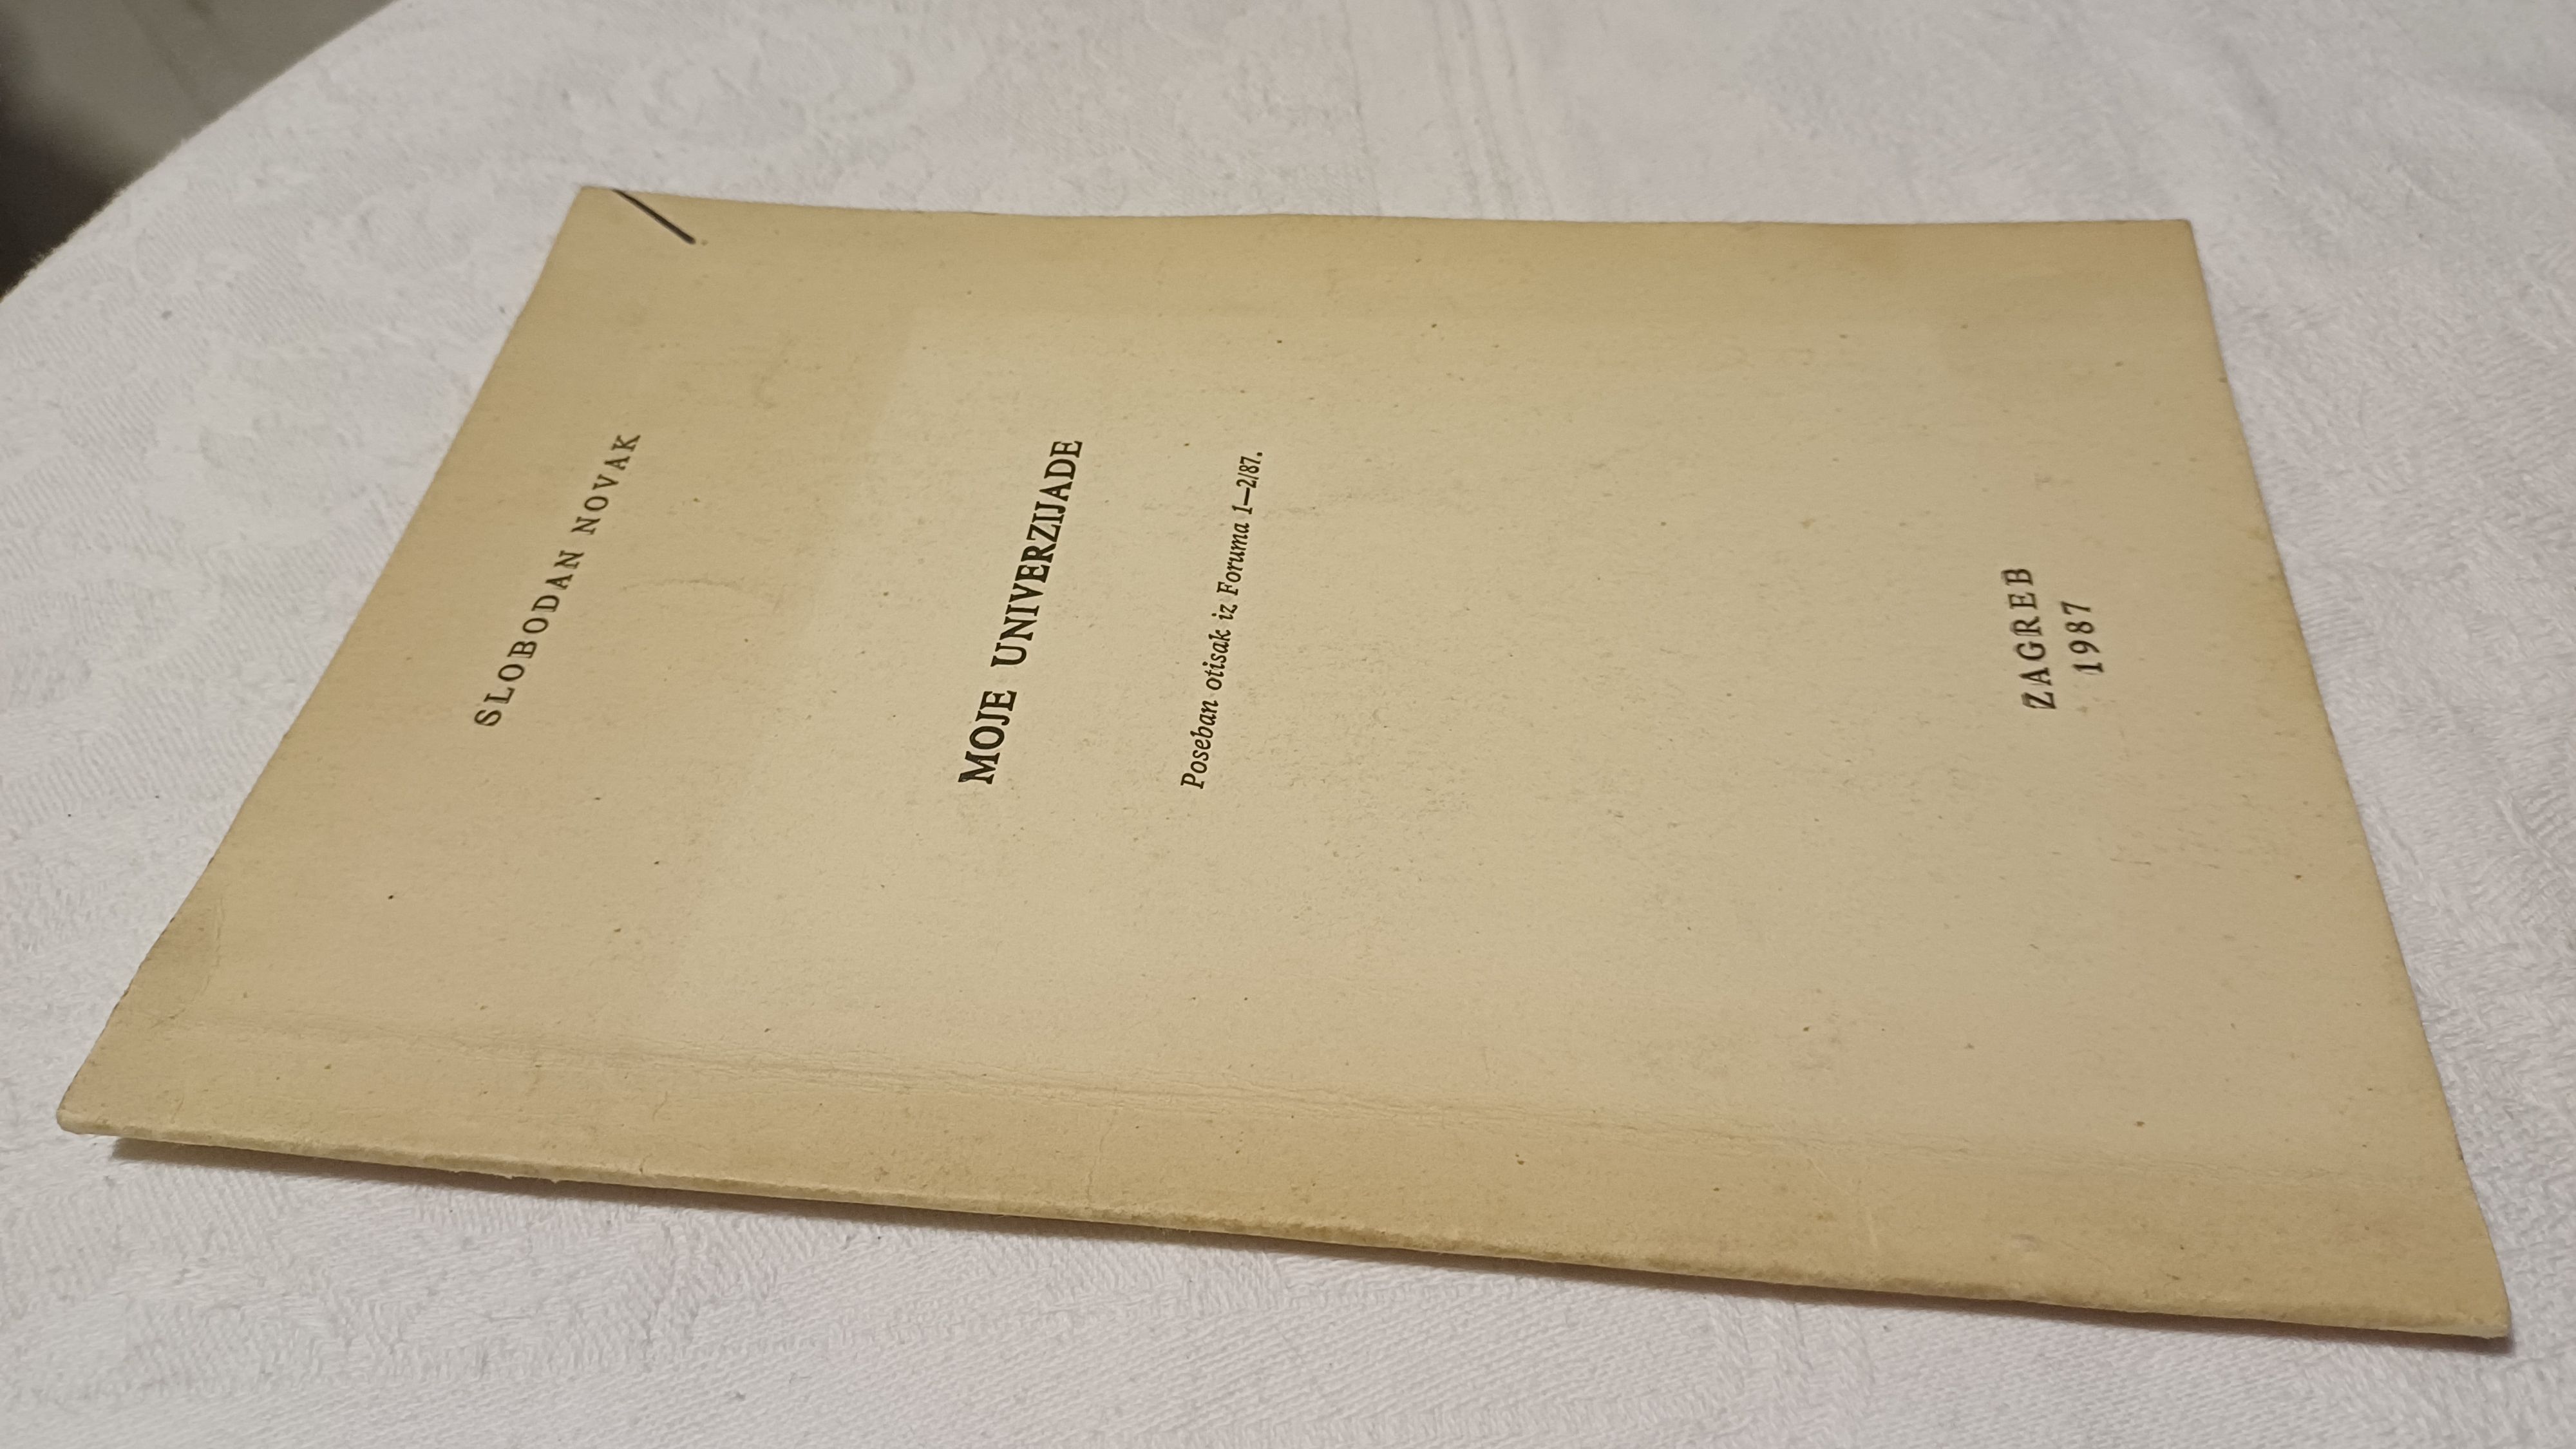 SLOBODAN NOVAK
MOJE UNIVERZIJADE
Poseban otisak iz Foruma 1—2/87.
ZAGREB
1987